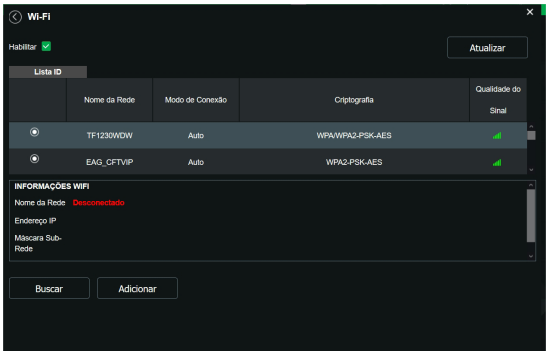 Wi-Fi
Habilitar
Atualizar
Lista ID
Nome da Rede Modo de Conexão Criptografia Qualidade do Sinal
TF1230WDW Auto WPA/WPA2-PSK-AES
EAG_CFTVIP Auto WPA2-PSK-AES
INFORMAÇÕES WIFI
Nome da Rede Desconectado
Endereço IP
Máscara Sub-
Rede
Buscar Adicionar